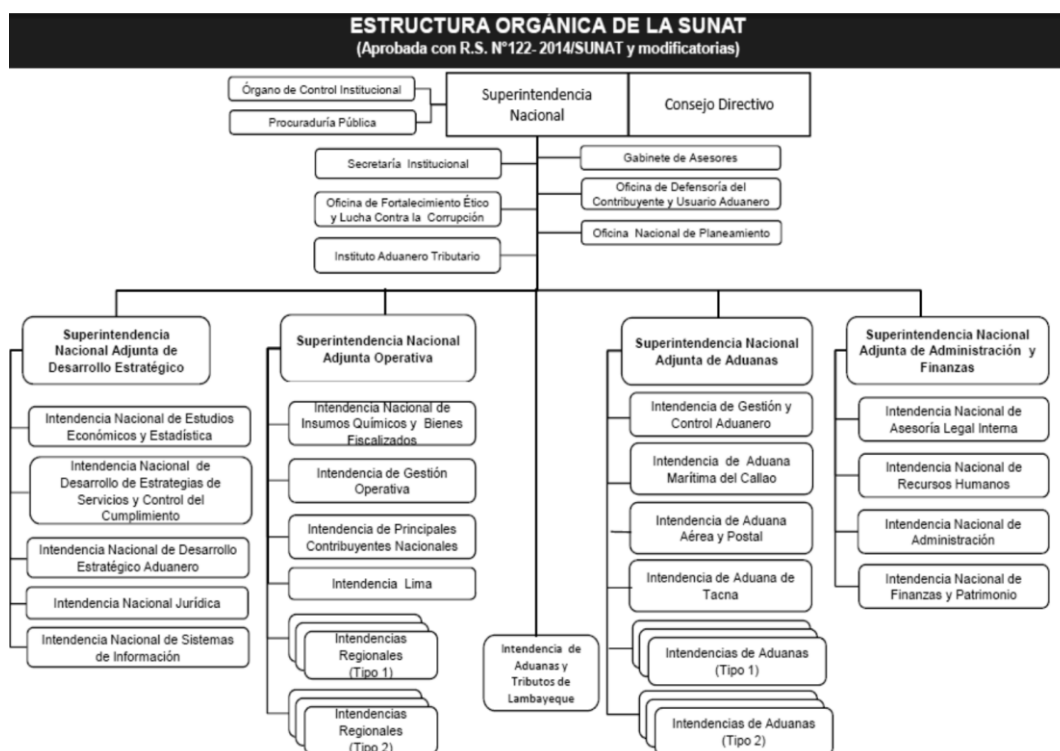 ESTRUCTURA ORGÁNICA DE LA SUNAT
(Aprobada con R.S. N°122- 2014/SUNAT y modificatorias)
Órgano de Control Institucional
Procuraduría Pública
Superintendencia
Nacional
Consejo Directivo
Secretaría Institucional
Gabinete de Asesores
Oficina de Fortalecimiento Ético
y Lucha Contra la Corrupción
Oficina de Defensoría del
Contribuyente y Usuario Aduanero
Instituto Aduanero Tributario
Oficina Nacional de Planeamiento
Superintendencia
Nacional Adjunta de
Desarrollo Estratégico
Intendencia Nacional de Estudios
Económicos y Estadística
Intendencia Nacional de
Desarrollo de Estrategias de
Servicios y Control del
Cumplimiento
Intendencia Nacional de Desarrollo
Estratégico Aduanero
Intendencia Nacional Jurídica
Intendencia Nacional de Sistemas
de Información
Superintendencia Nacional
Adjunta Operativa
Intendencia Nacional de
Insumos Químicos y Bienes
Fiscalizados
Intendencia de Gestión
Operativa
Intendencia de Principales
Contribuyentes Nacionales
Intendencia Lima
Intendencias
Regionales
(Tipo 1)
Intendencias
Regionales
(Tipo 2)
Intendencia de
Aduanas y
Tributos de
Lambayeque
Superintendencia Nacional
Adjunta de Aduanas
Intendencia de Gestión y
Control Aduanero
Intendencia de Aduana
Marítima del Callao
Intendencia de Aduana
Aérea y Postal
Intendencia de Aduana de
Tacna
Intendencias de Aduanas
(Tipo 1)
Intendencias de Aduanas
(Tipo 2)
Superintendencia Nacional
Adjunta de Administración y
Finanzas
Intendencia Nacional de
Asesoría Legal Interna
Intendencia Nacional de
Recursos Humanos
Intendencia Nacional de
Administración
Intendencia Nacional de
Finanzas y Patrimonio